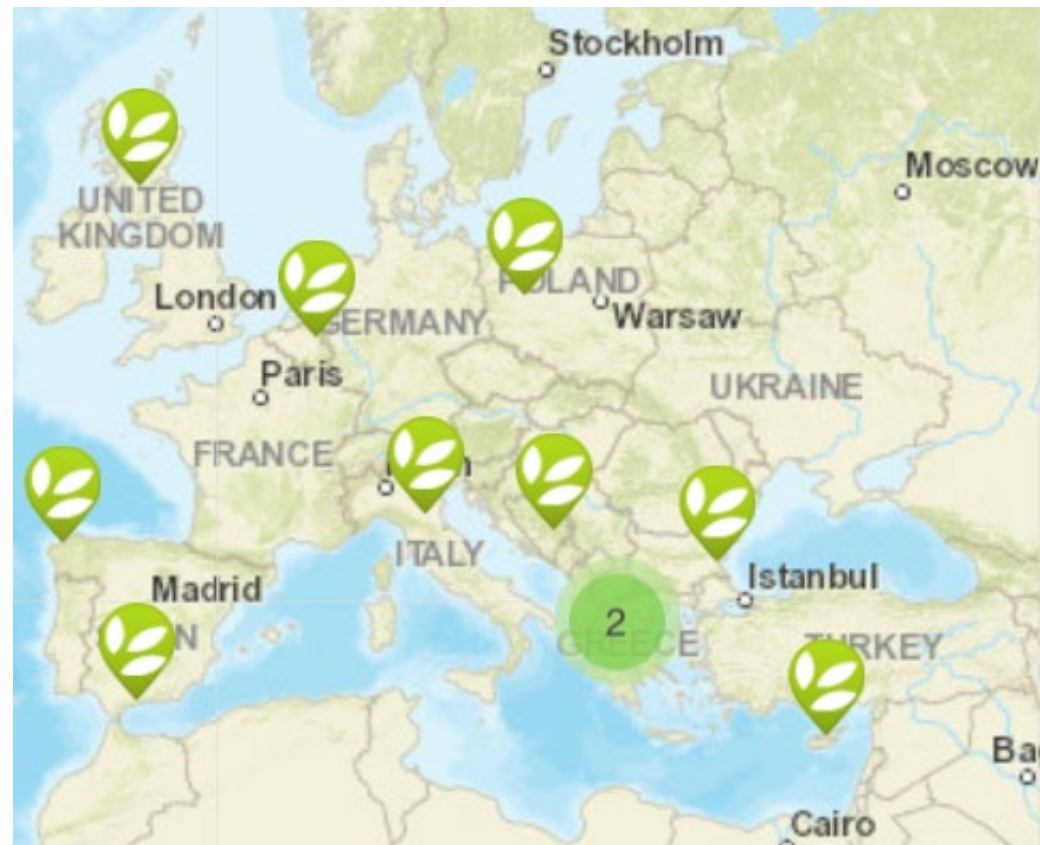 Stockholm
Moscow
UNITED
KINGDOM
POLAND
London
Warsaw
GERMANY
Paris
UKRAINE
FRANCE
ITALY
Istanbul
Madrid
2
GREECE
TURKEY
Cairo